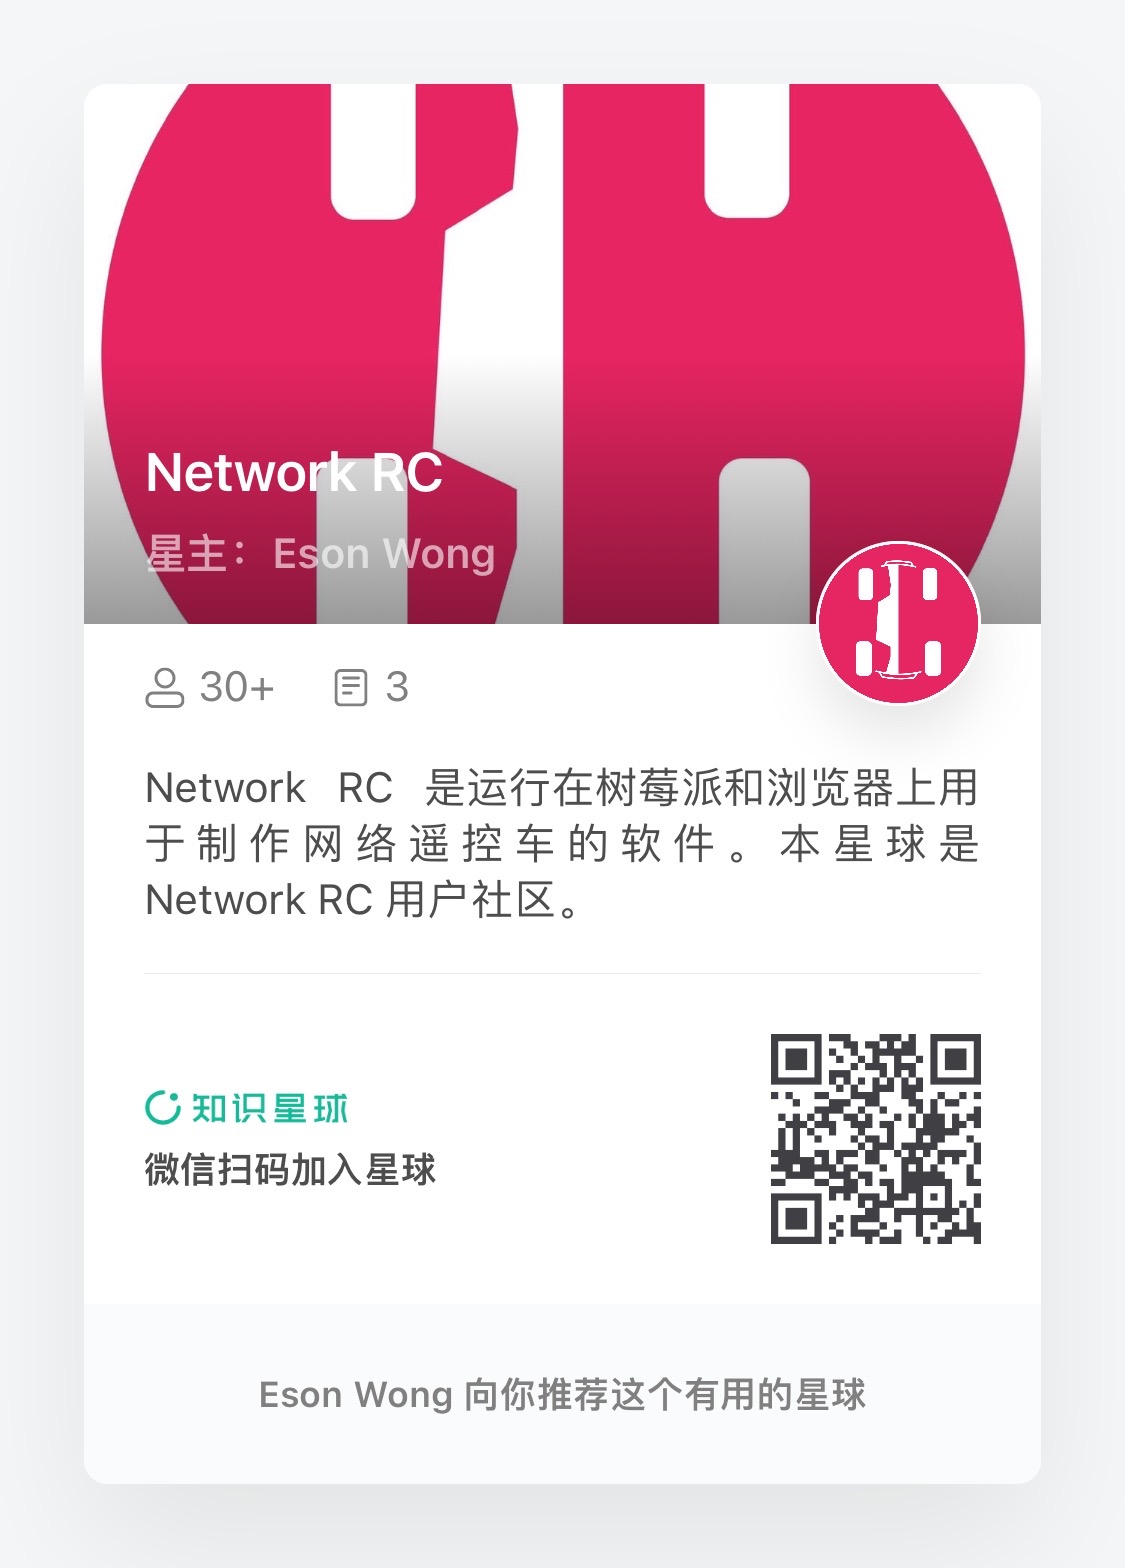 Network RC
星主：Eson Wong
30+ 3
Network RC 是运行在树莓派和浏览器上用
于制作网络遥控车的软件。本星球是
Network RC 用户社区。
知识星球
微信扫码加入星球
Eson Wong 向你推荐这个有用的星球